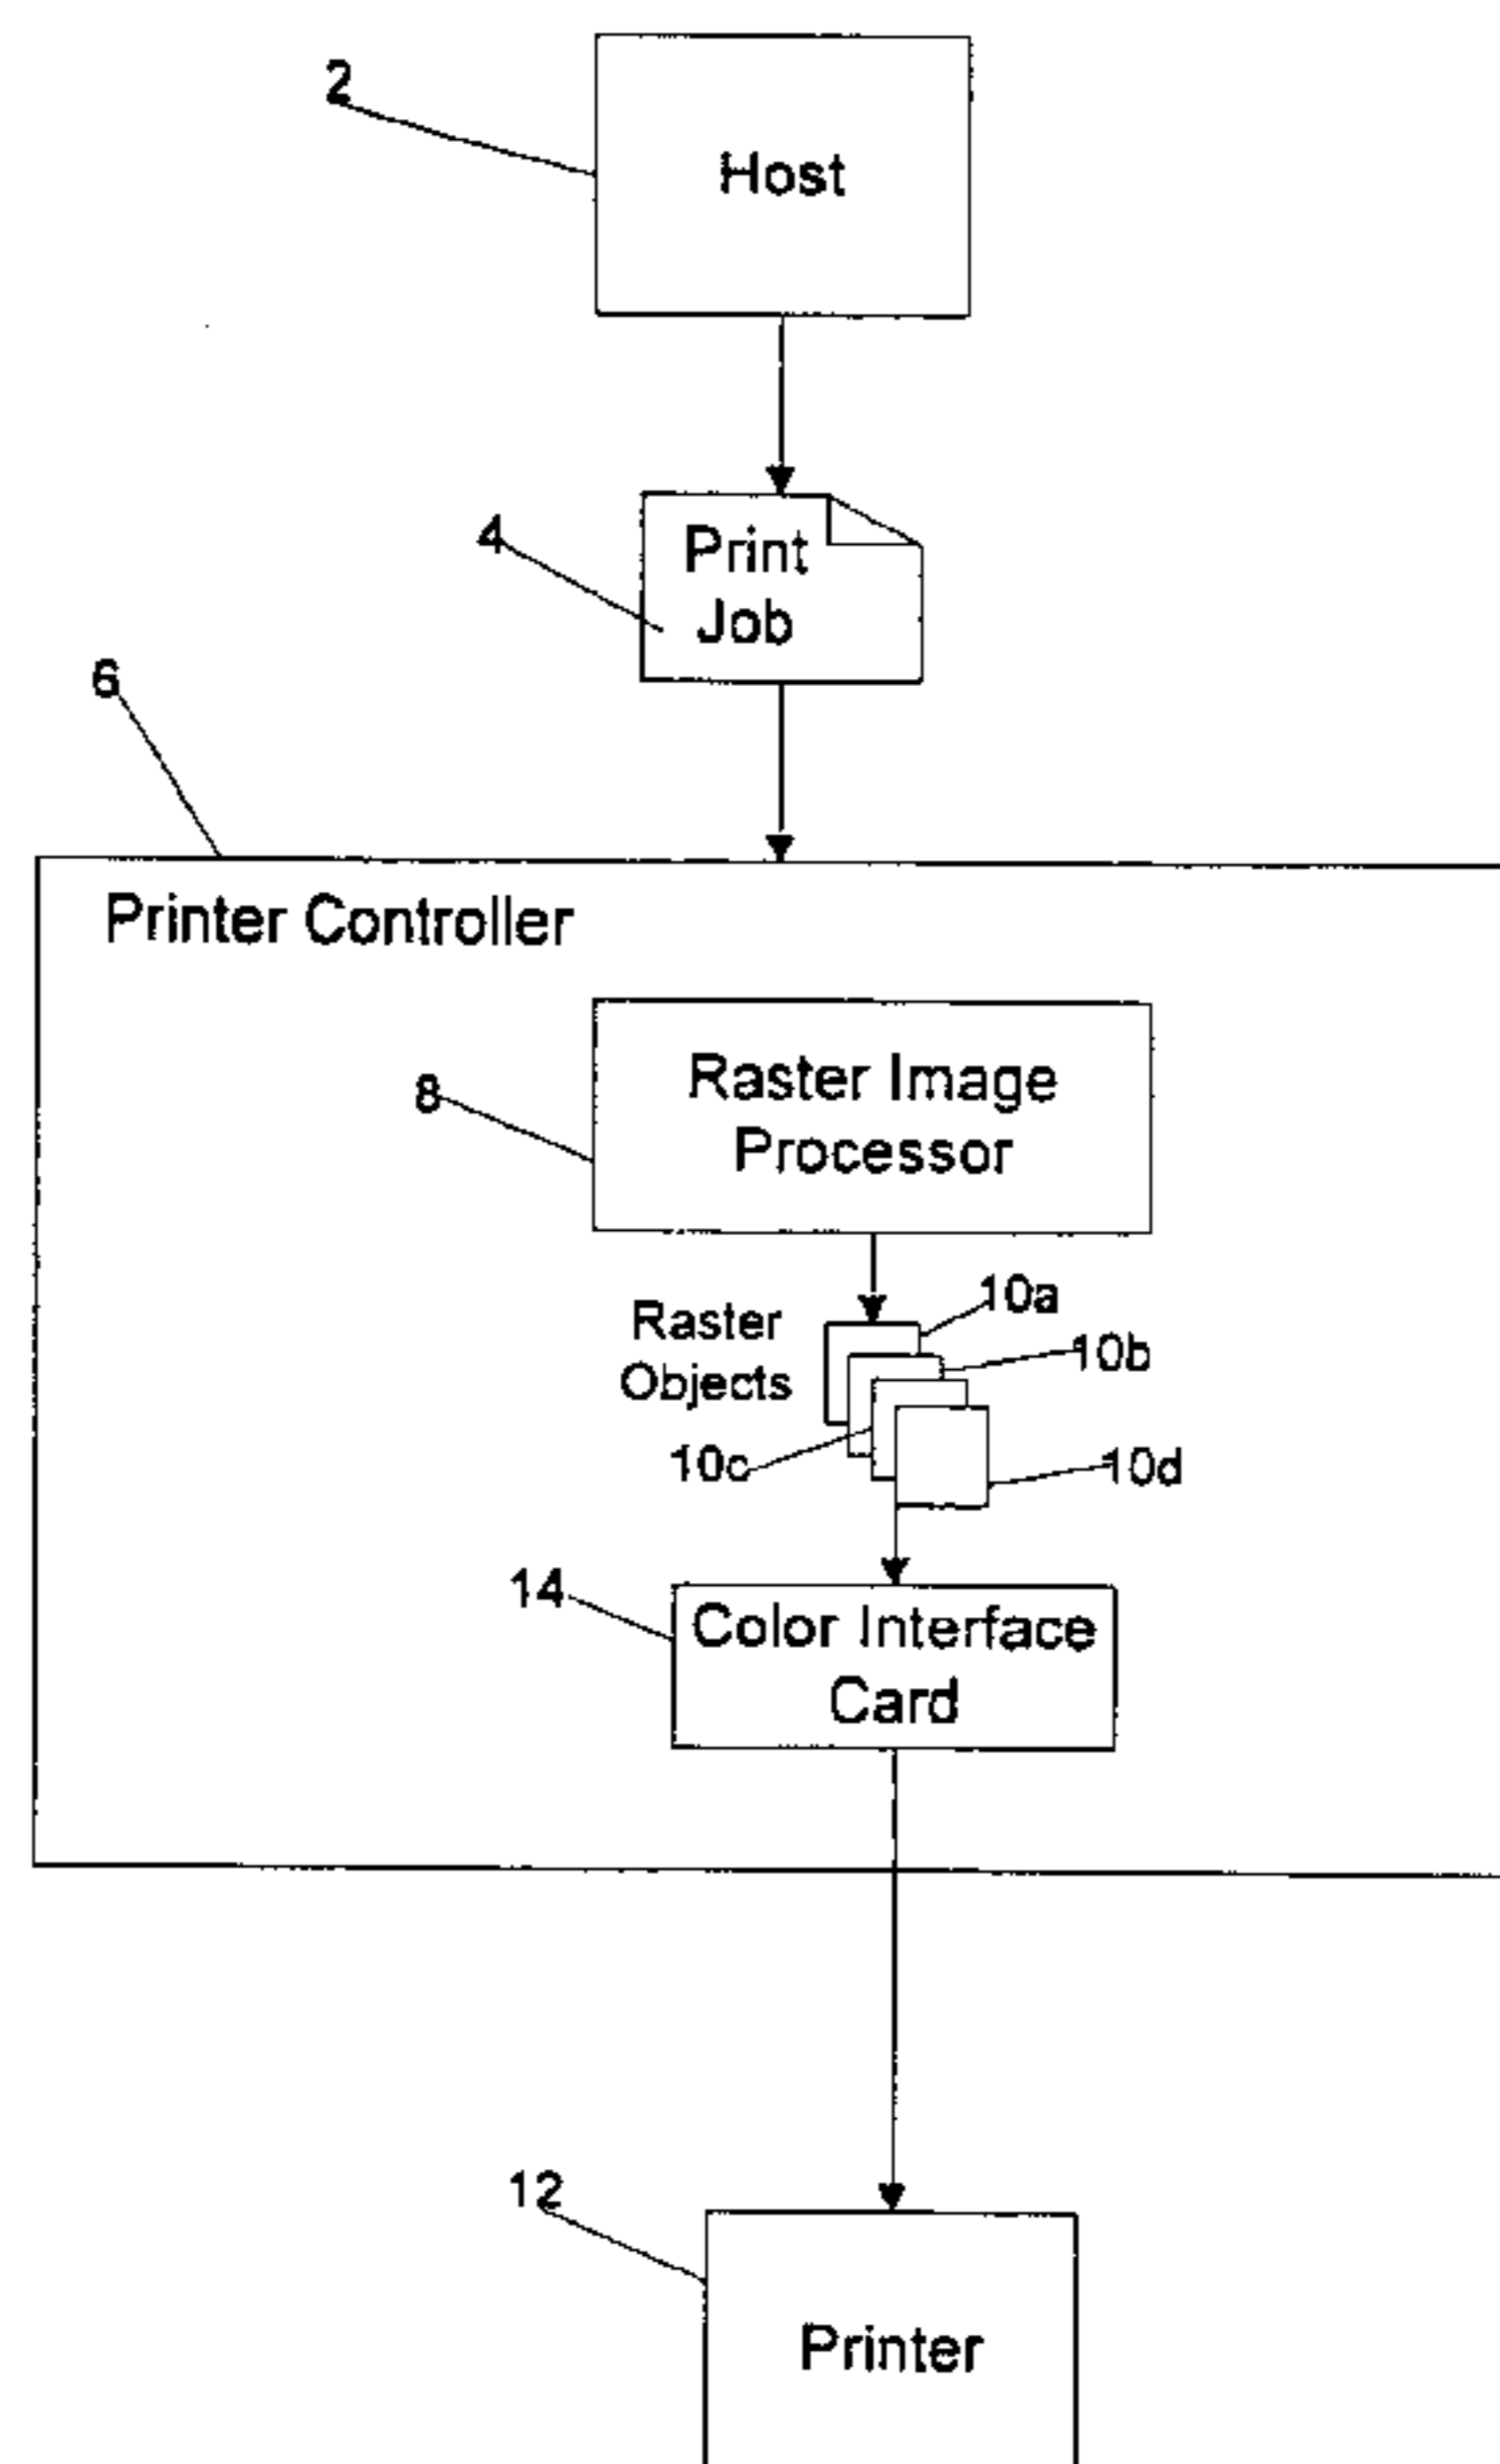 2
Host
4
Print
Job
6
Printer Controller
8
Raster Image
Processor
10a
Raster
10b
Objects
10c
10d
14
Color Interface
Card
12
Printer